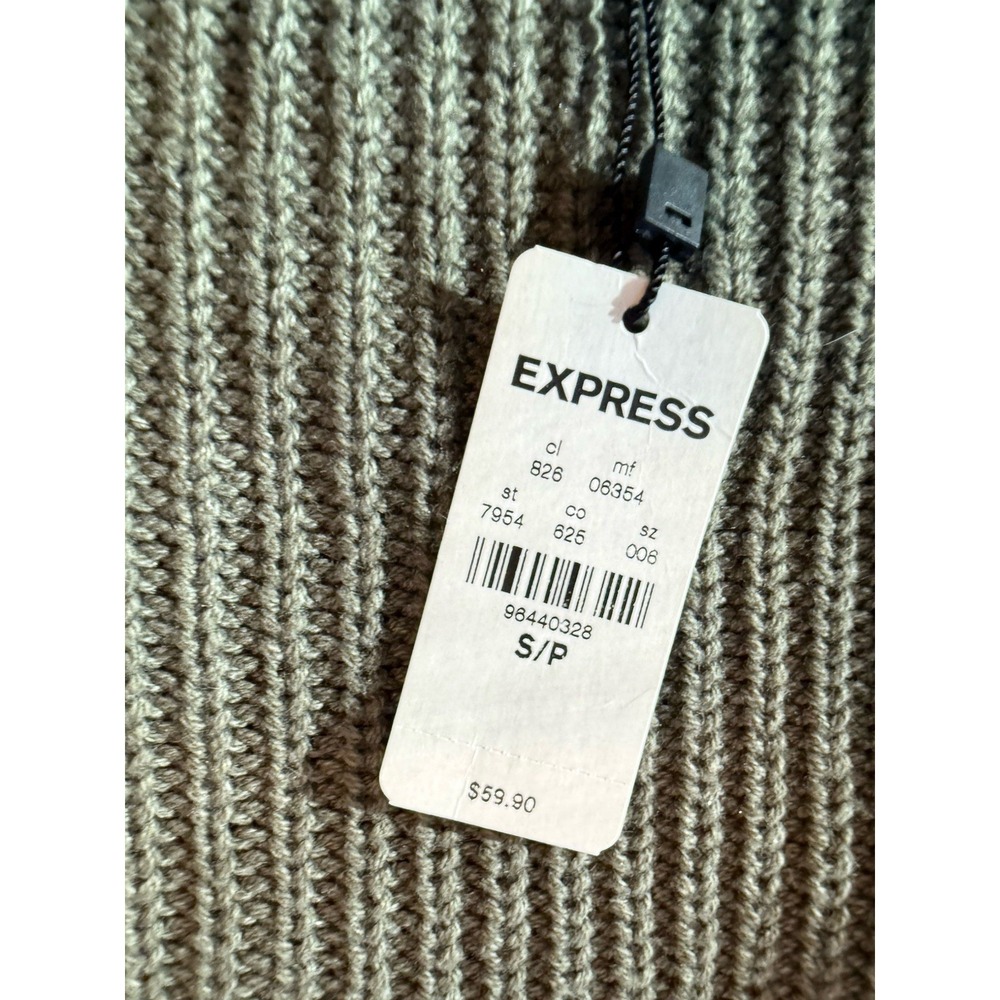 EXPRESS
cl mf
826 06354
st co sz
7954 625 006
96440328
S/P
$59.90